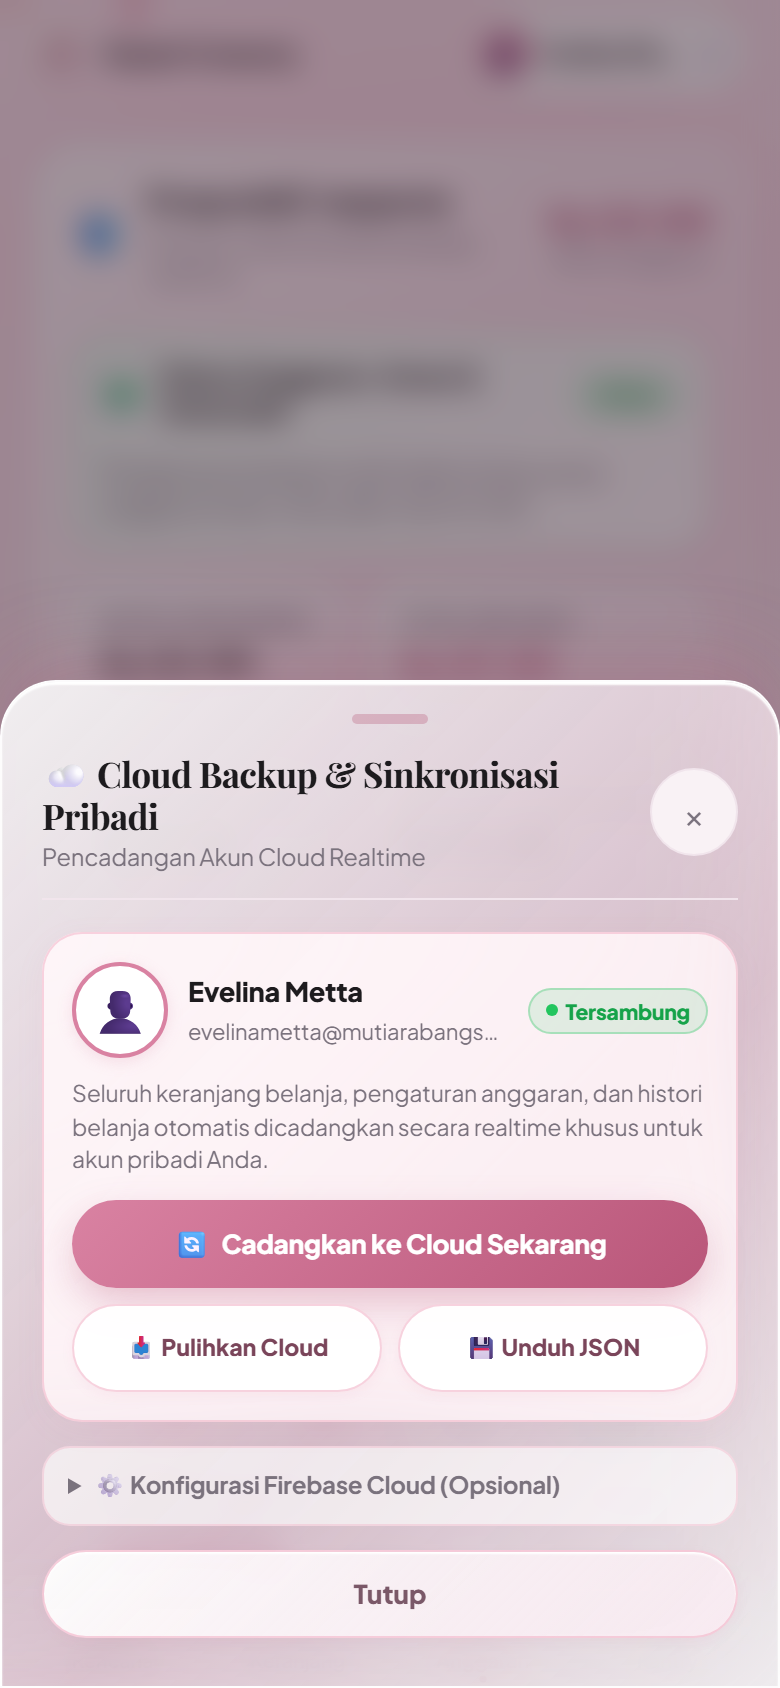 Cloud Backup & Sinkronisasi
Pribadi
Pencadangan Akun Cloud Realtime
×
Evelina Metta
evelinametta@mutiarabangs...
Tersambung
Seluruh keranjang belanja, pengaturan anggaran, dan histori
belanja otomatis dicadangkan secara realtime khusus untuk
akun pribadi Anda.
Cadangkan ke Cloud Sekarang
Pulihkan Cloud
Unduh JSON
Konfigurasi Firebase Cloud (Opsional)
Tutup